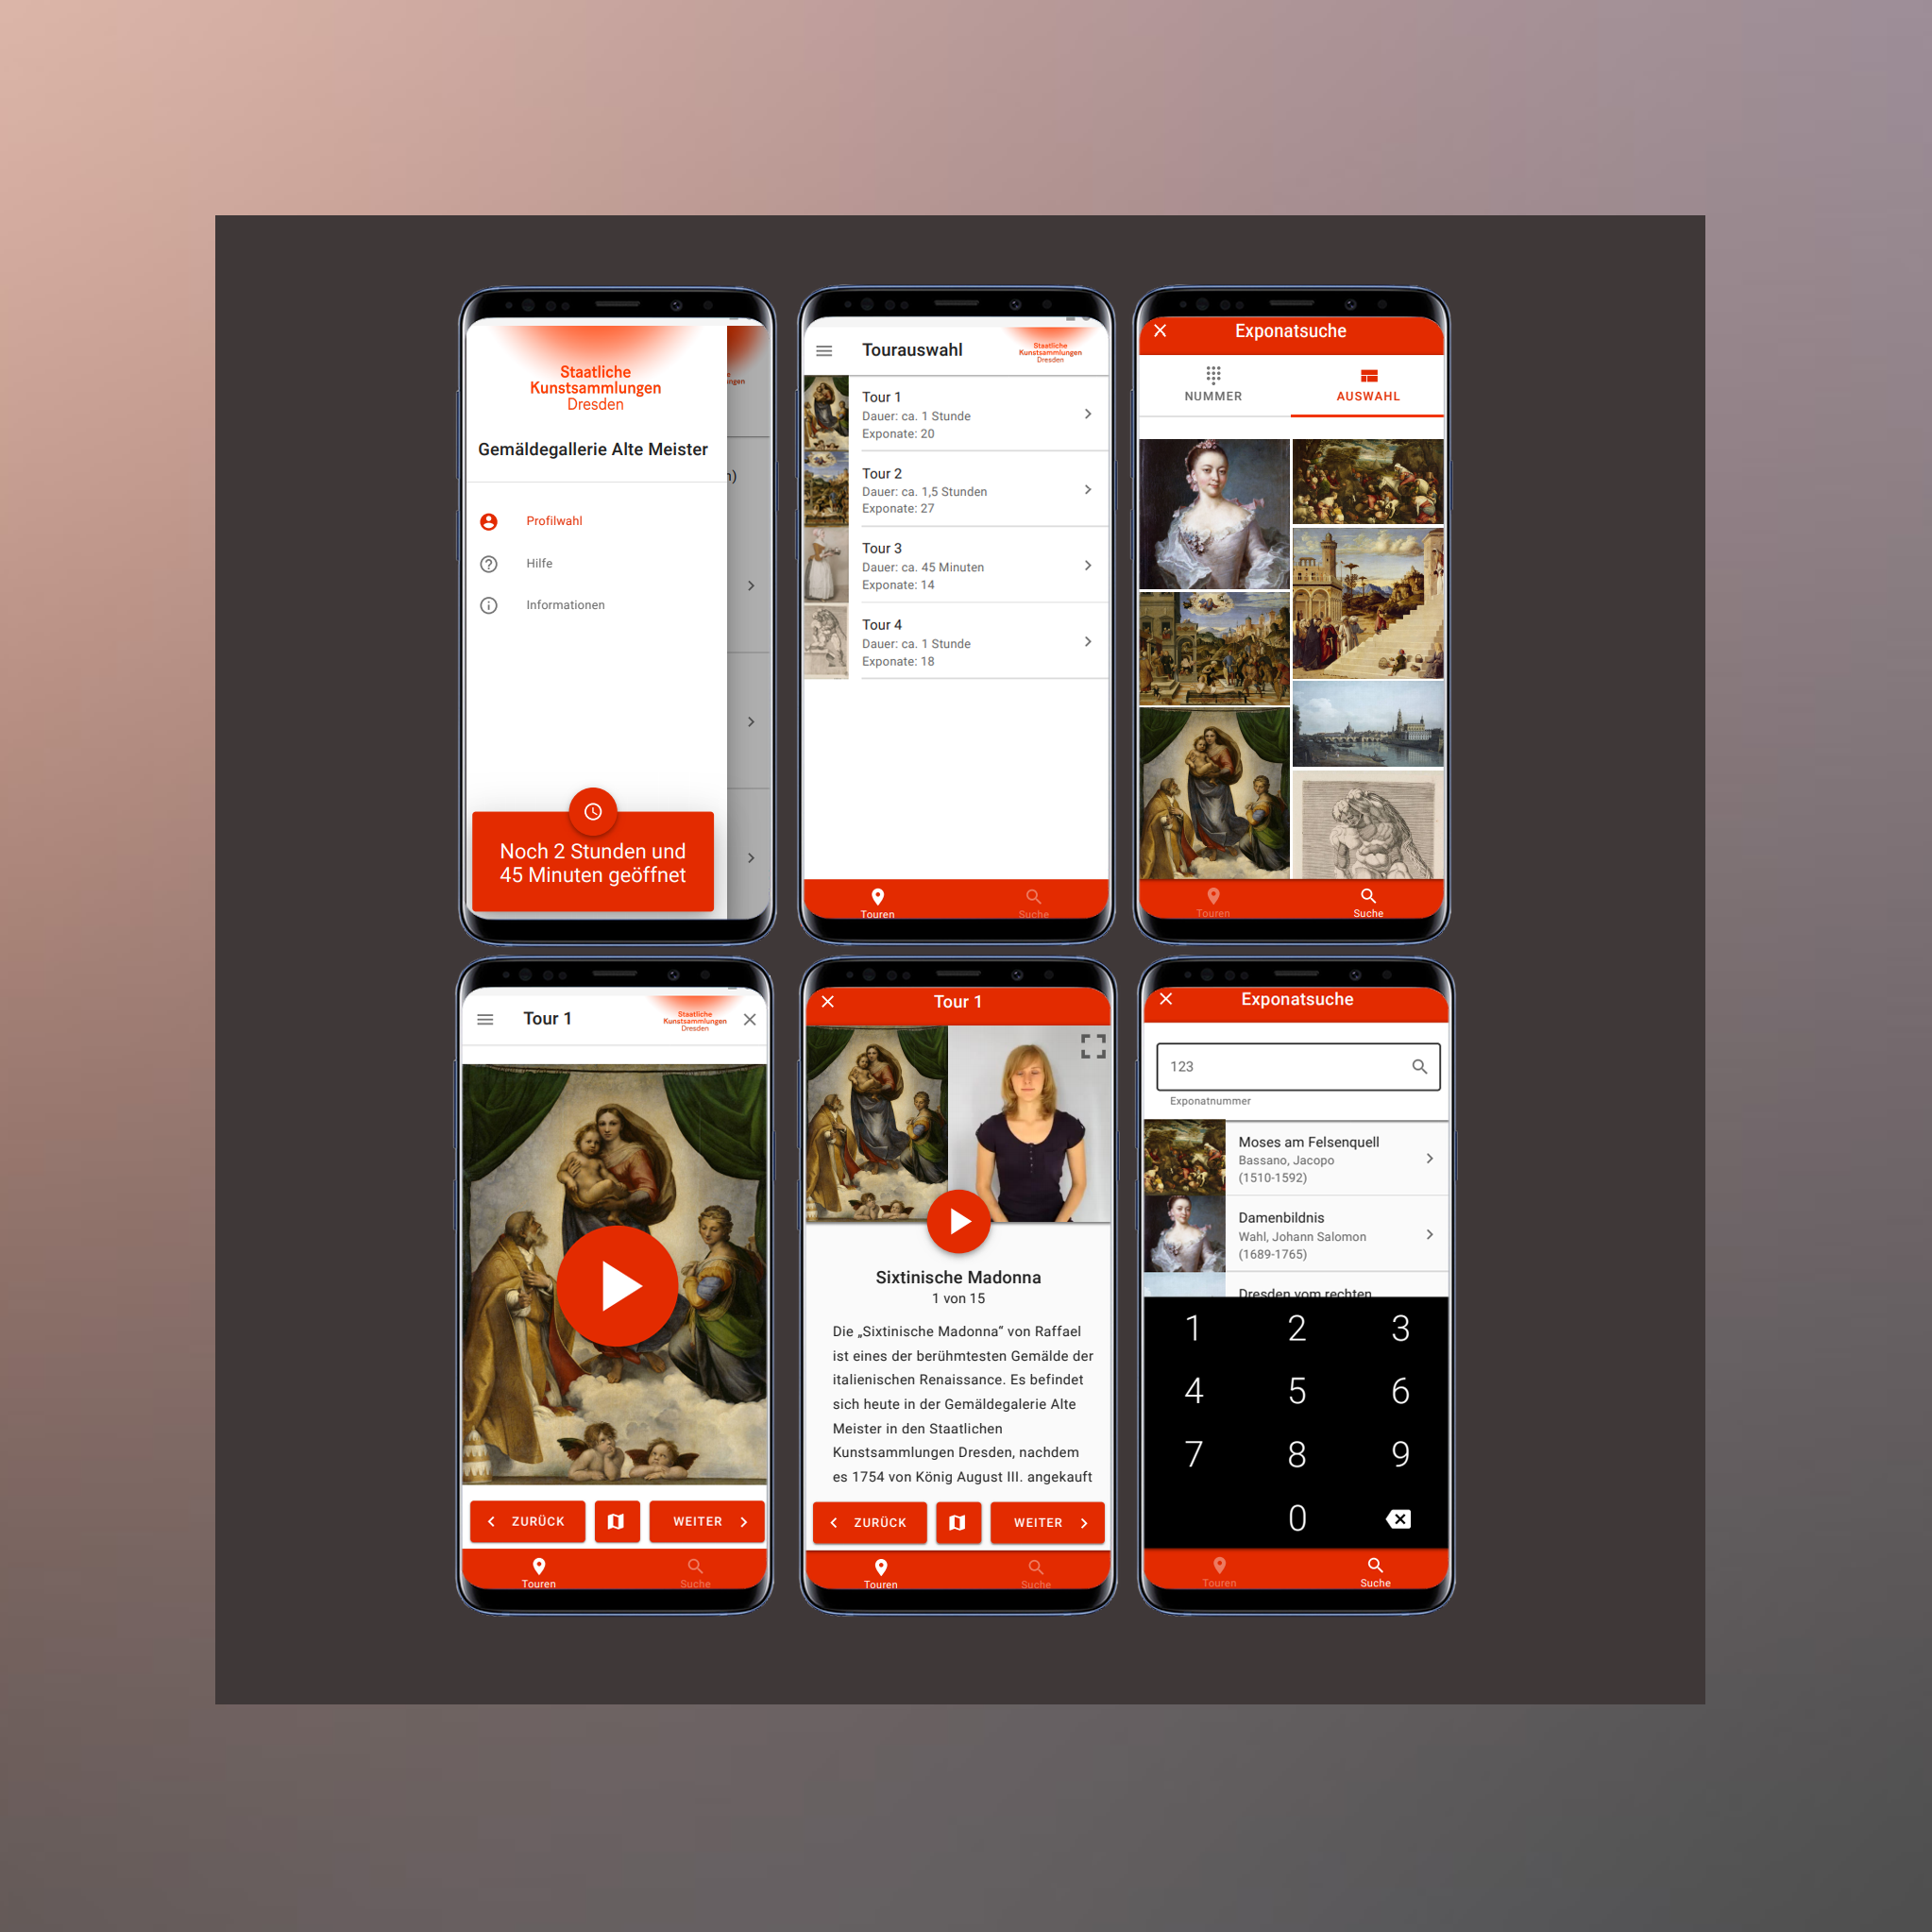 Staatliche
Kunstsammlungen
Dresden
Gemäldegallerie Alte Meister
Profilwahl
Hilfe
Informationen
Noch 2 Stunden und
45 Minuten geöffnet
Tourauswahl
Staatliche
Kunstsammlungen
Dresden
Tour 1
Dauer: ca. 1 Stunde
Exponate: 20
Tour 2
Dauer: ca. 1,5 Stunden
Exponate: 27
Tour 3
Dauer: ca. 45 Minuten
Exponate: 14
Tour 4
Dauer: ca. 1 Stunde
Exponate: 18
Touren
Suche
Exponatsuche
NUMMER
AUSWAHL
Touren
Suche
Tour 1
Staatliche
Kunstsammlungen
Dresden
ZURÜCK
WEITER
Touren
Suche
Tour 1
Sixtinische Madonna
1 von 15
Die „Sixtinische Madonna“ von Raffael
ist eines der berühmtesten Gemälde der
italienischen Renaissance. Es befindet
sich heute in der Gemäldegalerie Alte
Meister in den Staatlichen
Kunstsammlungen Dresden, nachdem
es 1754 von König August III. angekauft
ZURÜCK
WEITER
Touren
Suche
Exponatsuche
123
Exponatnummer
Moses am Felsenquell
Bassano, Jacopo
(1510-1592)
Damenbildnis
Wahl, Johann Salomon
(1689-1765)
Dresden vom rechten
1 2 3
4 5 6
7 8 9
0
Touren
Suche